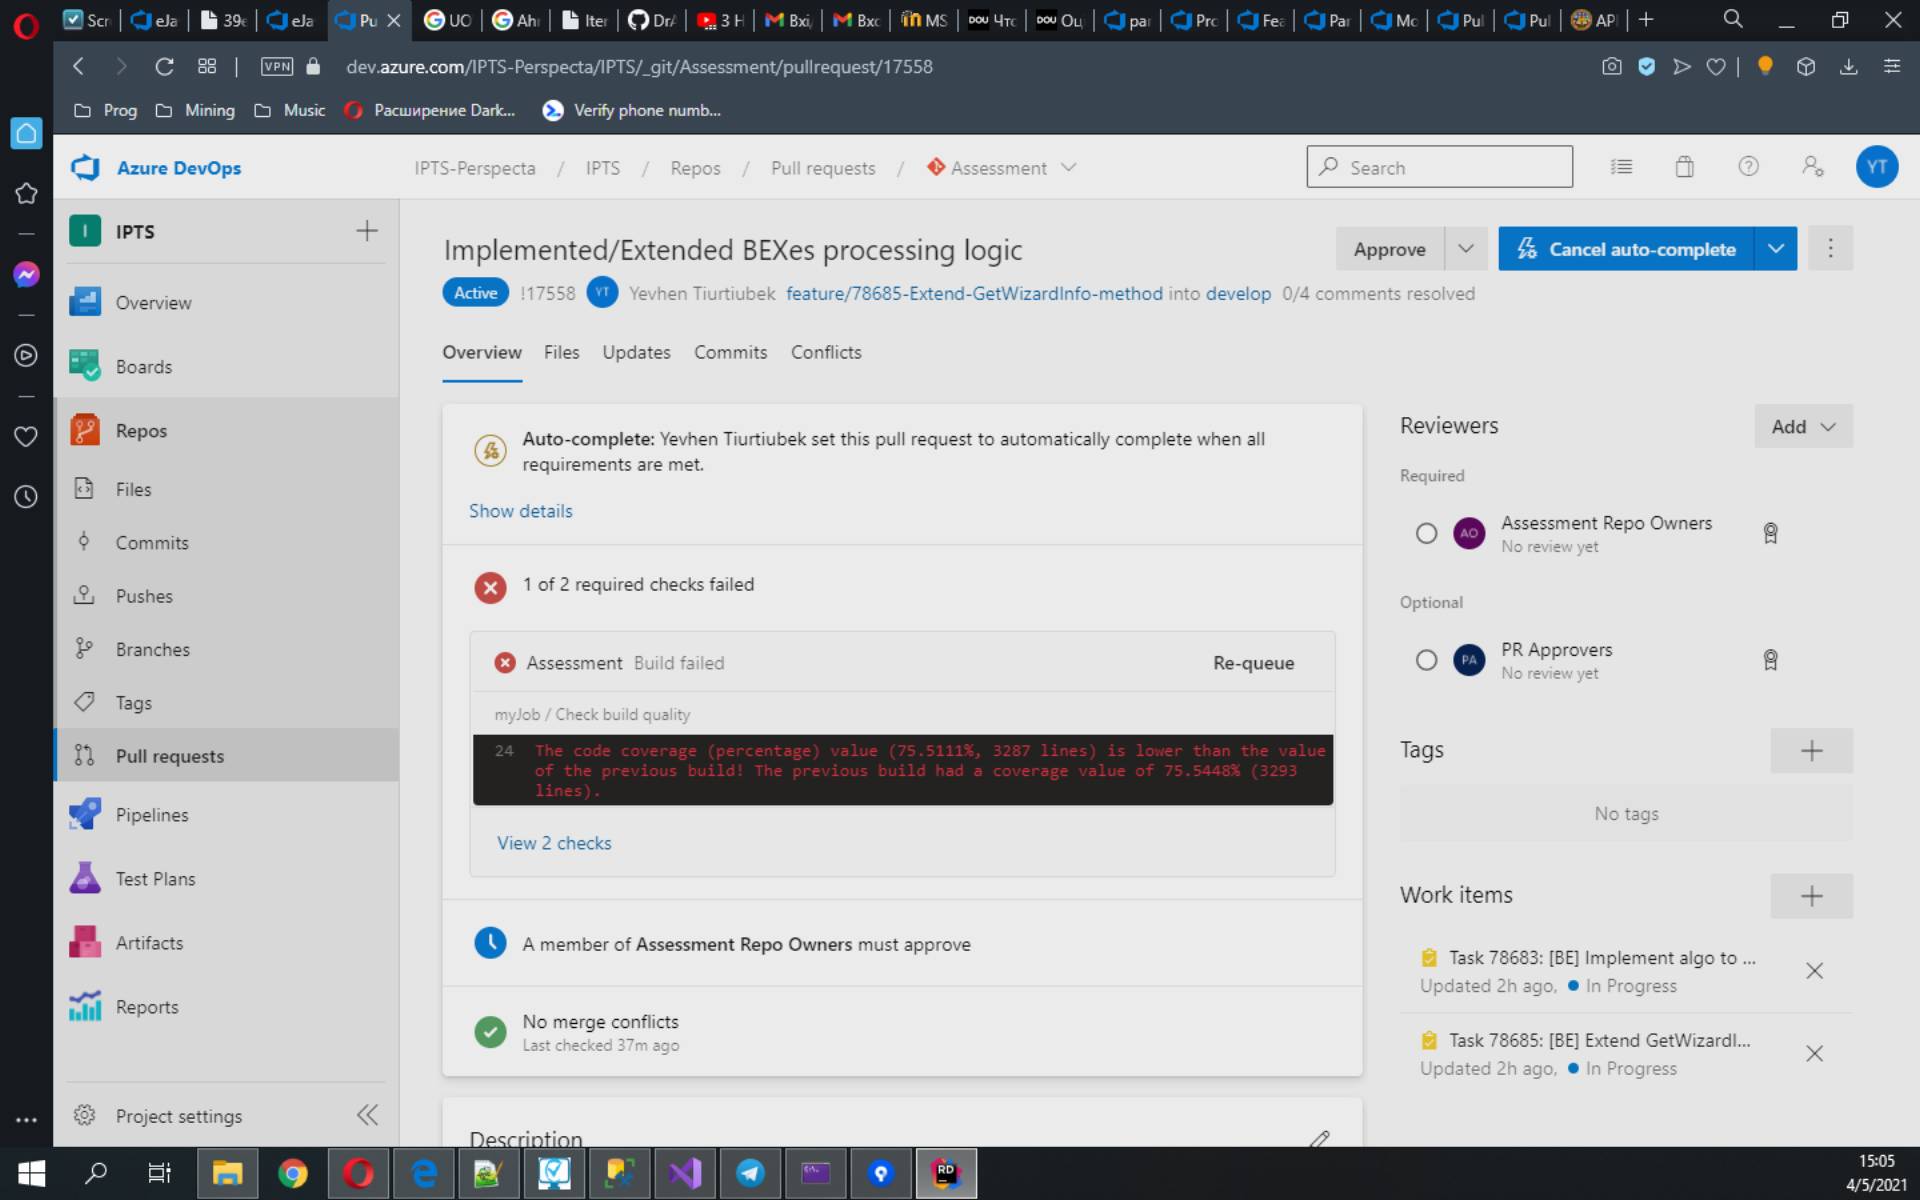 Scr
eJa
39e
eJa
Pu
UO
Ahr
Iter
DrA
3 H
Вхі
Вхо
MS
DOU Что
DOU Оц
par
Pro
Fea
Par
Mo
Pul
Pul
API
VPN
dev.azure.com/IPTS-Perspecta/IPTS/_git/Assessment/pullrequest/17558
Prog
Mining
Music
Расширение Dark...
Verify phone numb...
Azure DevOps
IPTS-Perspecta / IPTS / Repos / Pull requests / Assessment
Search
YT
I IPTS
Overview
Boards
Repos
Files
Commits
Pushes
Branches
Tags
Pull requests
Pipelines
Test Plans
Artifacts
Reports
Project settings
Implemented/Extended BEXes processing logic
Approve
Cancel auto-complete
Active !17558 YT Yevhen Tiurtiubek feature/78685-Extend-GetWizardInfo-method into develop 0/4 comments resolved
Overview Files Updates Commits Conflicts
Auto-complete: Yevhen Tiurtiubek set this pull request to automatically complete when all
requirements are met.
Show details
1 of 2 required checks failed
Assessment Build failed
Re-queue
myJob / Check build quality
24 The code coverage (percentage) value (75.5111%, 3287 lines) is lower than the value
of the previous build! The previous build had a coverage value of 75.5448% (3293
lines).
View 2 checks
A member of Assessment Repo Owners must approve
No merge conflicts
Last checked 37m ago
Description
Reviewers
Add
Required
AO Assessment Repo Owners
No review yet
Optional
PA PR Approvers
No review yet
Tags
No tags
Work items
Task 78683: [BE] Implement algo to ...
Updated 2h ago, In Progress
Task 78685: [BE] Extend GetWizardI...
Updated 2h ago, In Progress
RD
15:05
4/5/2021